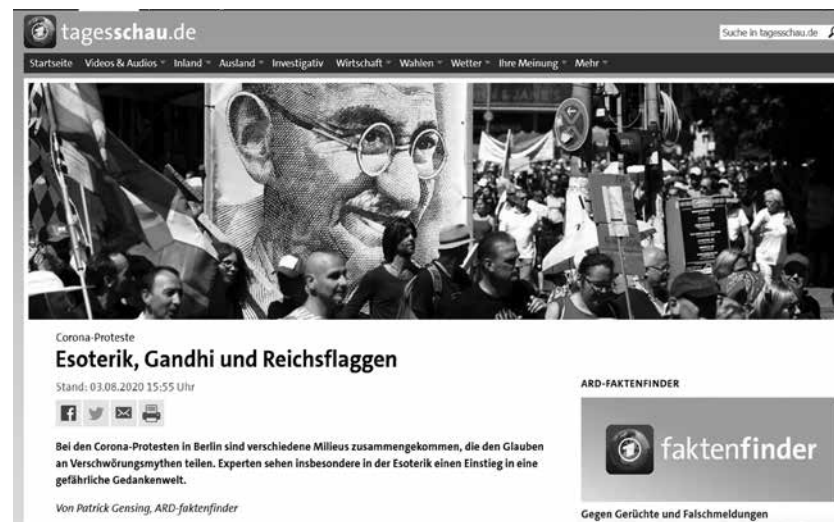 tagesschau.de
Suche in tagesschau.de
Startseite Videos & Audios Inland Ausland Investigativ Wirtschaft Wahlen Wetter Ihre Meinung Mehr
Corona-Proteste
Esoterik, Gandhi und Reichsflaggen
Stand: 03.08.2020 15:55 Uhr
Bei den Corona-Protesten in Berlin sind verschiedene Milieus zusammengekommen, die den Glauben
an Verschwörungsmythen teilen. Experten sehen insbesondere in der Esoterik einen Einstieg in eine
gefährliche Gedankenwelt.
Von Patrick Gensing, ARD-faktenfinder
ARD-FAKTENFINDER
faktenfinder
Gegen Gerüchte und Falschmeldungen